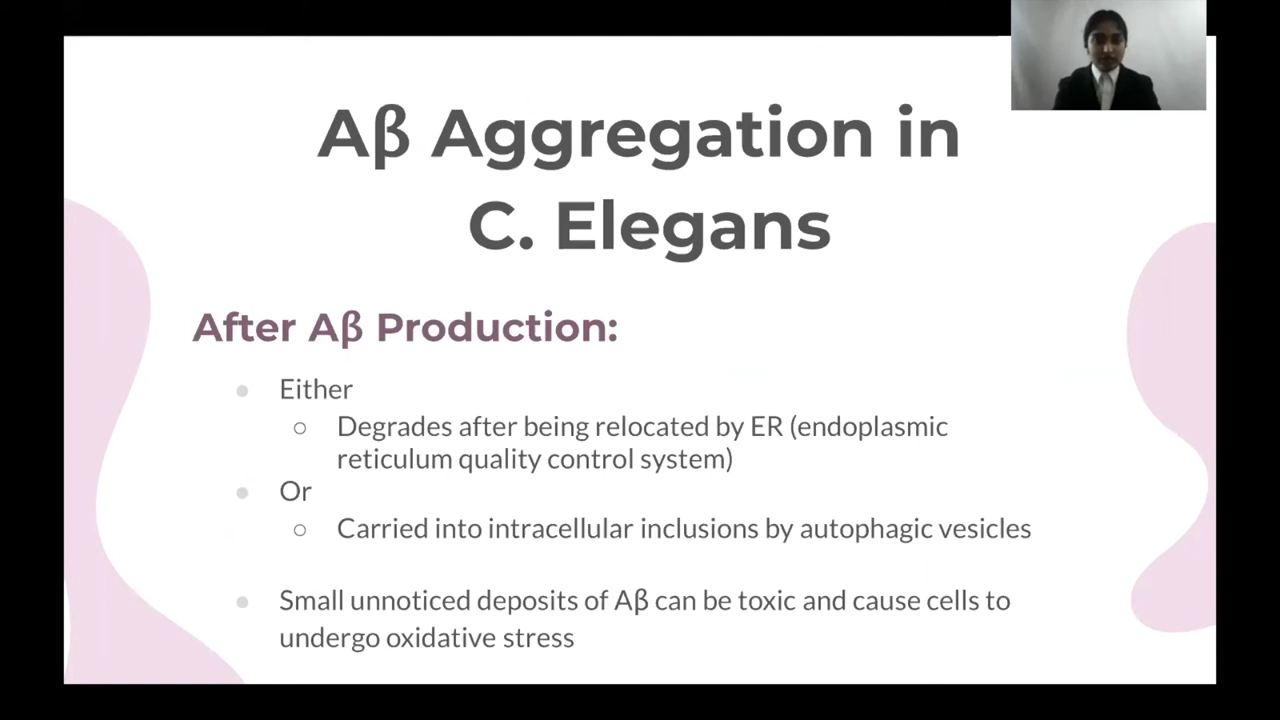 Aβ Aggregation in
C. Elegans
After Aβ Production:
Either
Degrades after being relocated by ER (endoplasmic
reticulum quality control system)
Or
Carried into intracellular inclusions by autophagic vesicles
Small unnoticed deposits of Aβ can be toxic and cause cells to
undergo oxidative stress